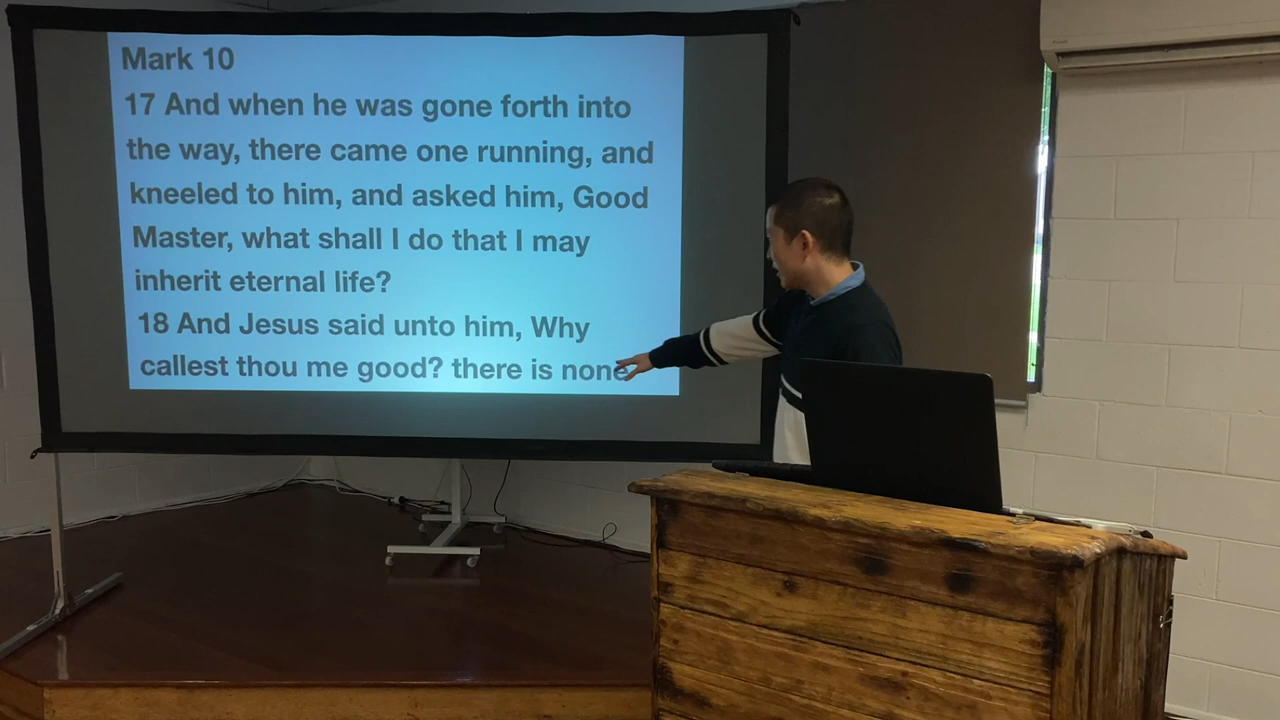 Mark 10
17 And when he was gone forth into
the way, there came one running, and
kneeled to him, and asked him, Good
Master, what shall I do that I may
inherit eternal life?
18 And Jesus said unto him, Why
callest thou me good? there is none